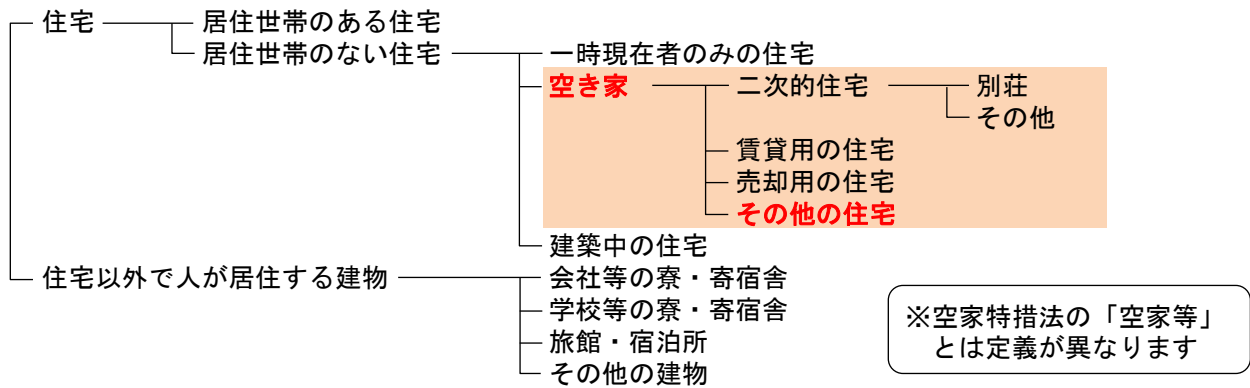 住宅
居住世帯のある住宅
居住世帯のない住宅
一時現在者のみの住宅
空き家
二次的住宅
別荘
その他
賃貸用の住宅
売却用の住宅
その他の住宅
建築中の住宅
住宅以外で人が居住する建物
会社等の寮・寄宿舎
学校等の寮・寄宿舎
旅館・宿泊所
その他の建物
※空家特措法の「空家等」
とは定義が異なります